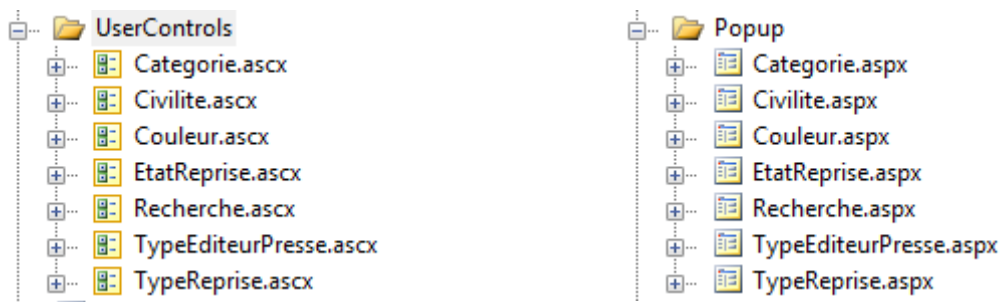 UserControls
Categorie.ascx
Civilite.ascx
Couleur.ascx
EtatReprise.ascx
Recherche.ascx
TypeEditeurPresse.ascx
TypeReprise.ascx
Popup
Categorie.aspx
Civilite.aspx
Couleur.aspx
EtatReprise.aspx
Recherche.aspx
TypeEditeurPresse.aspx
TypeReprise.aspx